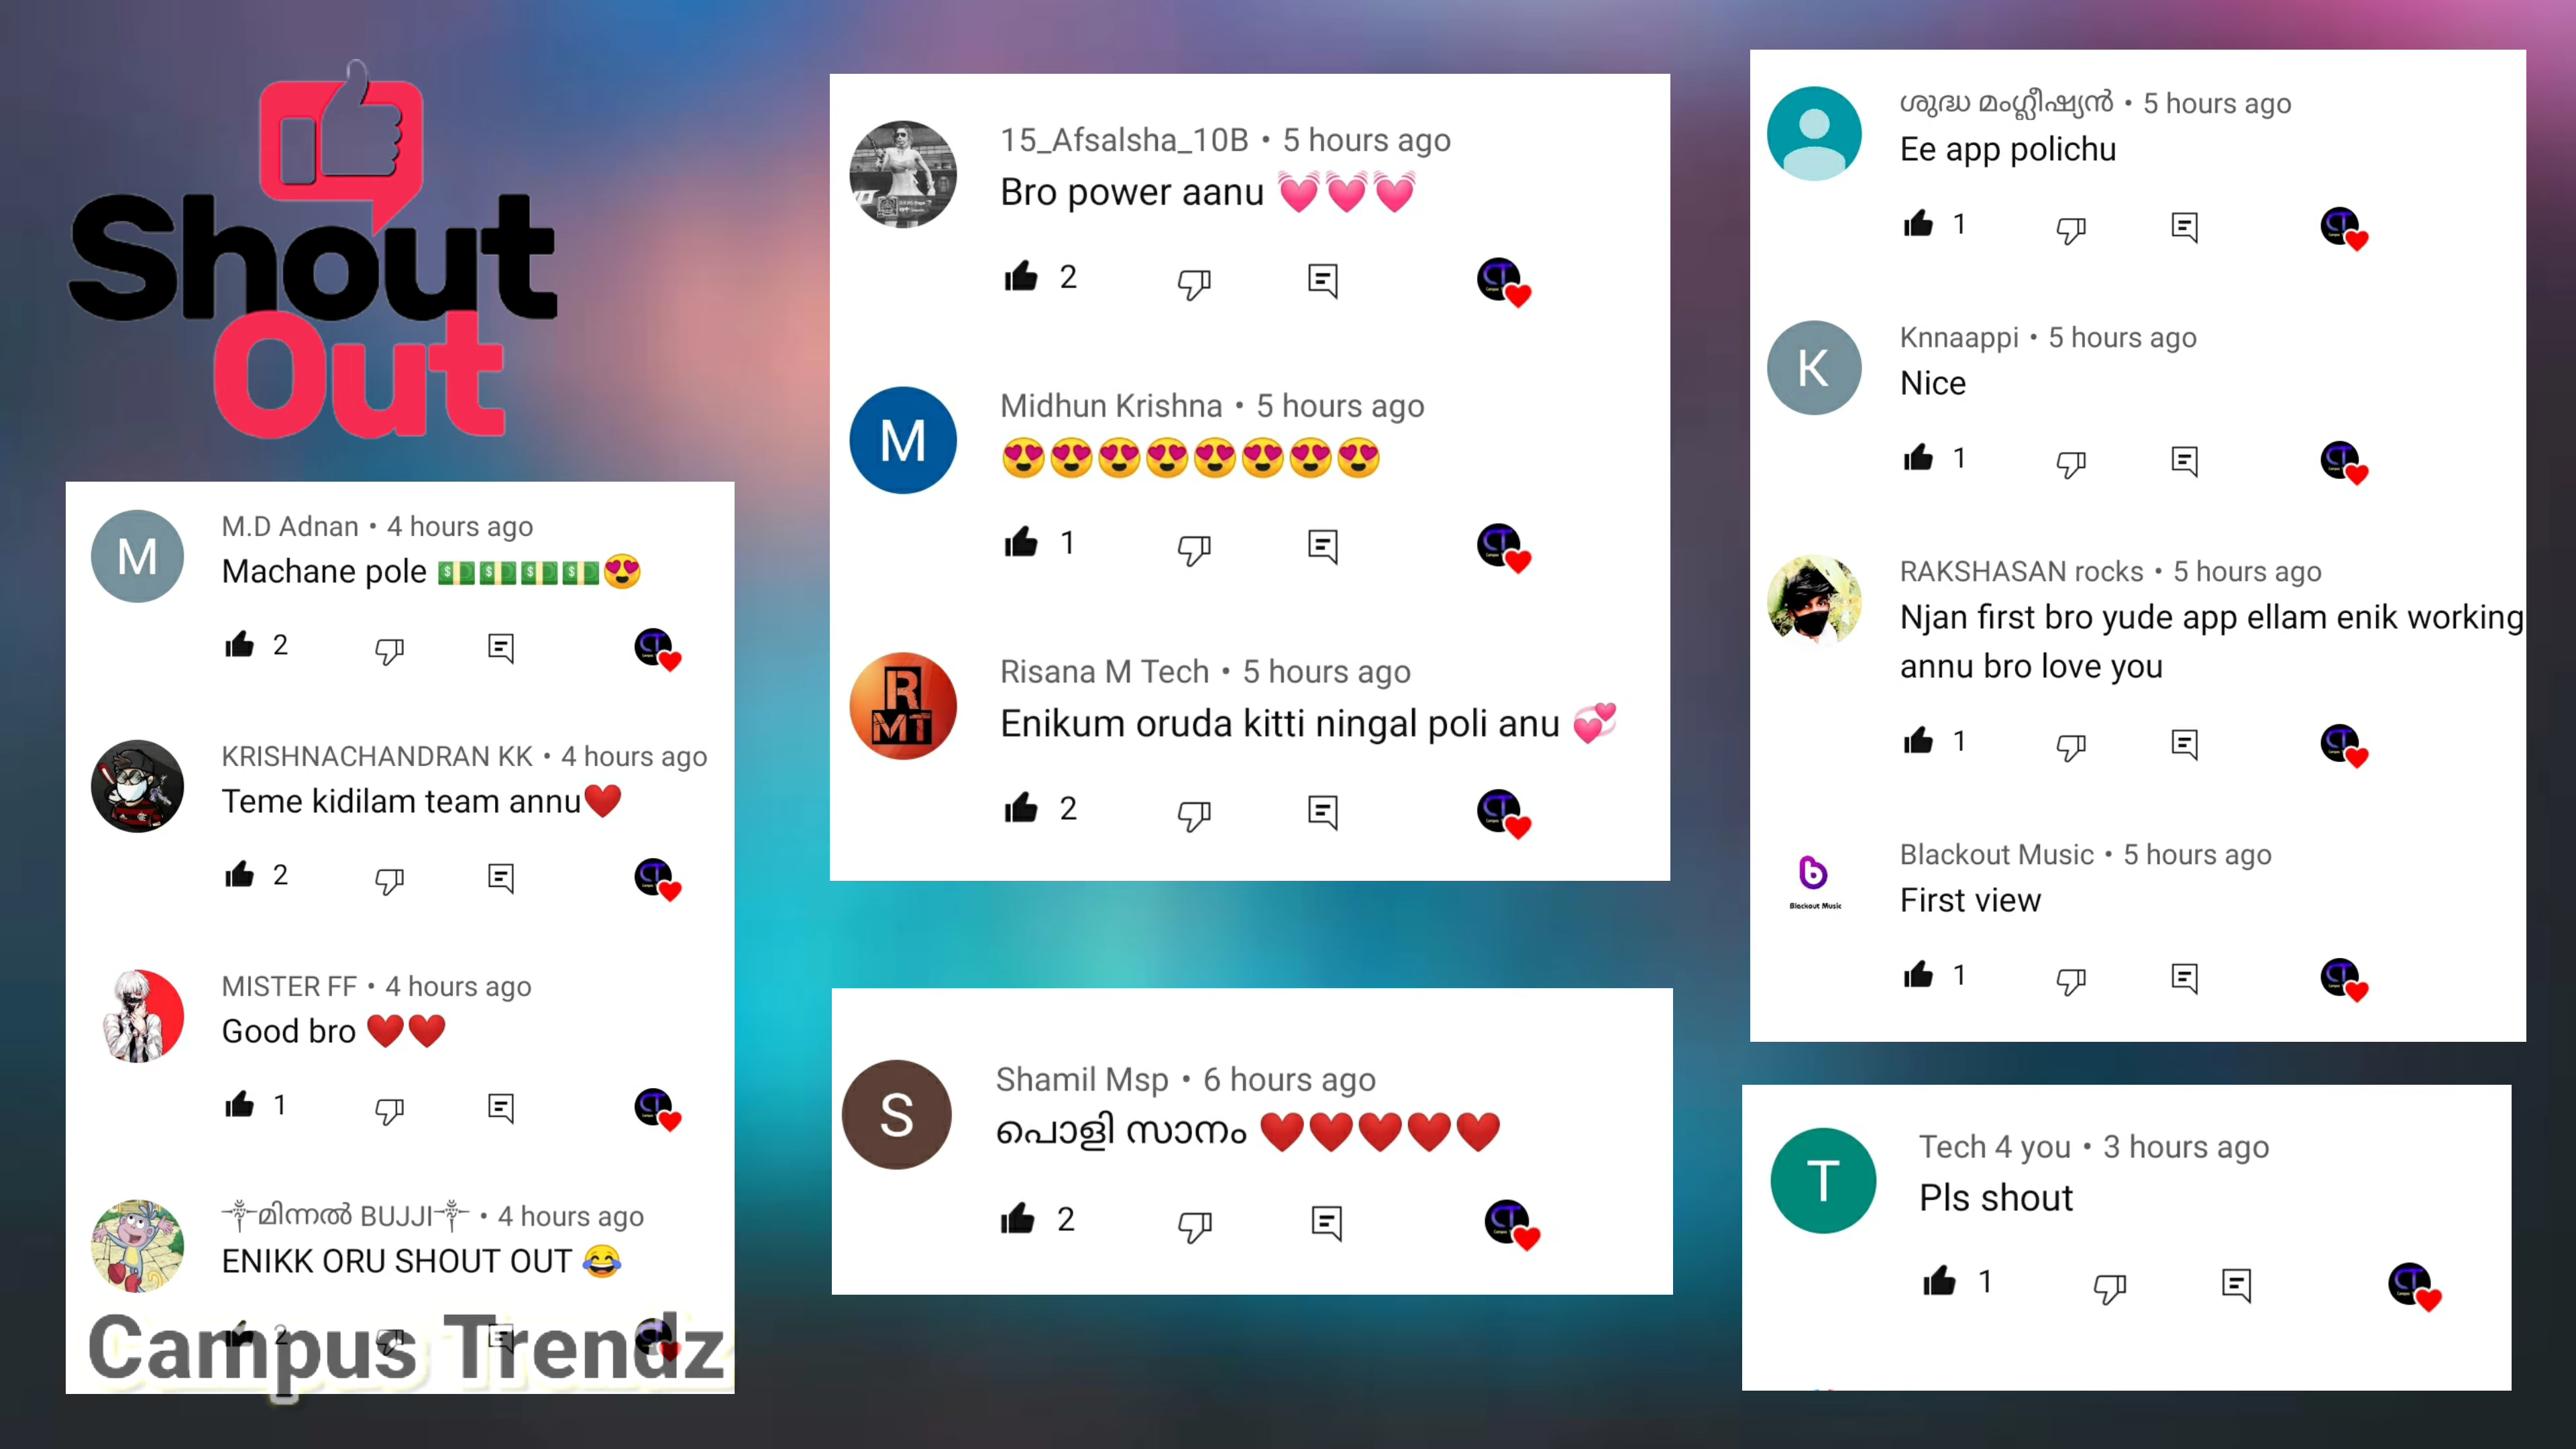 Shout
Out
M.D Adnan • 4 hours ago
Machane pole 💵💵💵💵😍
2
KRISHNACHANDRAN KK • 4 hours ago
Teme kidilam team annu❤️
2
MISTER FF • 4 hours ago
Good bro ❤️❤️
1
മിന്നൽ BUJJI • 4 hours ago
ENIKK ORU SHOUT OUT 😂
2
Campus Trendz
15_Afsalsha_10B • 5 hours ago
Bro power aanu 💓💓💓
2
Midhun Krishna • 5 hours ago
😍😍😍😍😍😍😍😍
1
R
MT
Risana M Tech • 5 hours ago
Enikum oruda kitti ningal poli anu 💞
2
Shamil Msp • 6 hours ago
പൊളി സാനം ❤️❤️❤️❤️❤️
2
ശുദ്ധ മംഗ്ലീഷ്യൻ • 5 hours ago
Ee app polichu
1
Knnaappi • 5 hours ago
Nice
1
RAKSHASAN rocks • 5 hours ago
Njan first bro yude app ellam enik working
annu bro love you
1
Blackout Music • 5 hours ago
Blackout Music
First view
1
Tech 4 you • 3 hours ago
Pls shout
1